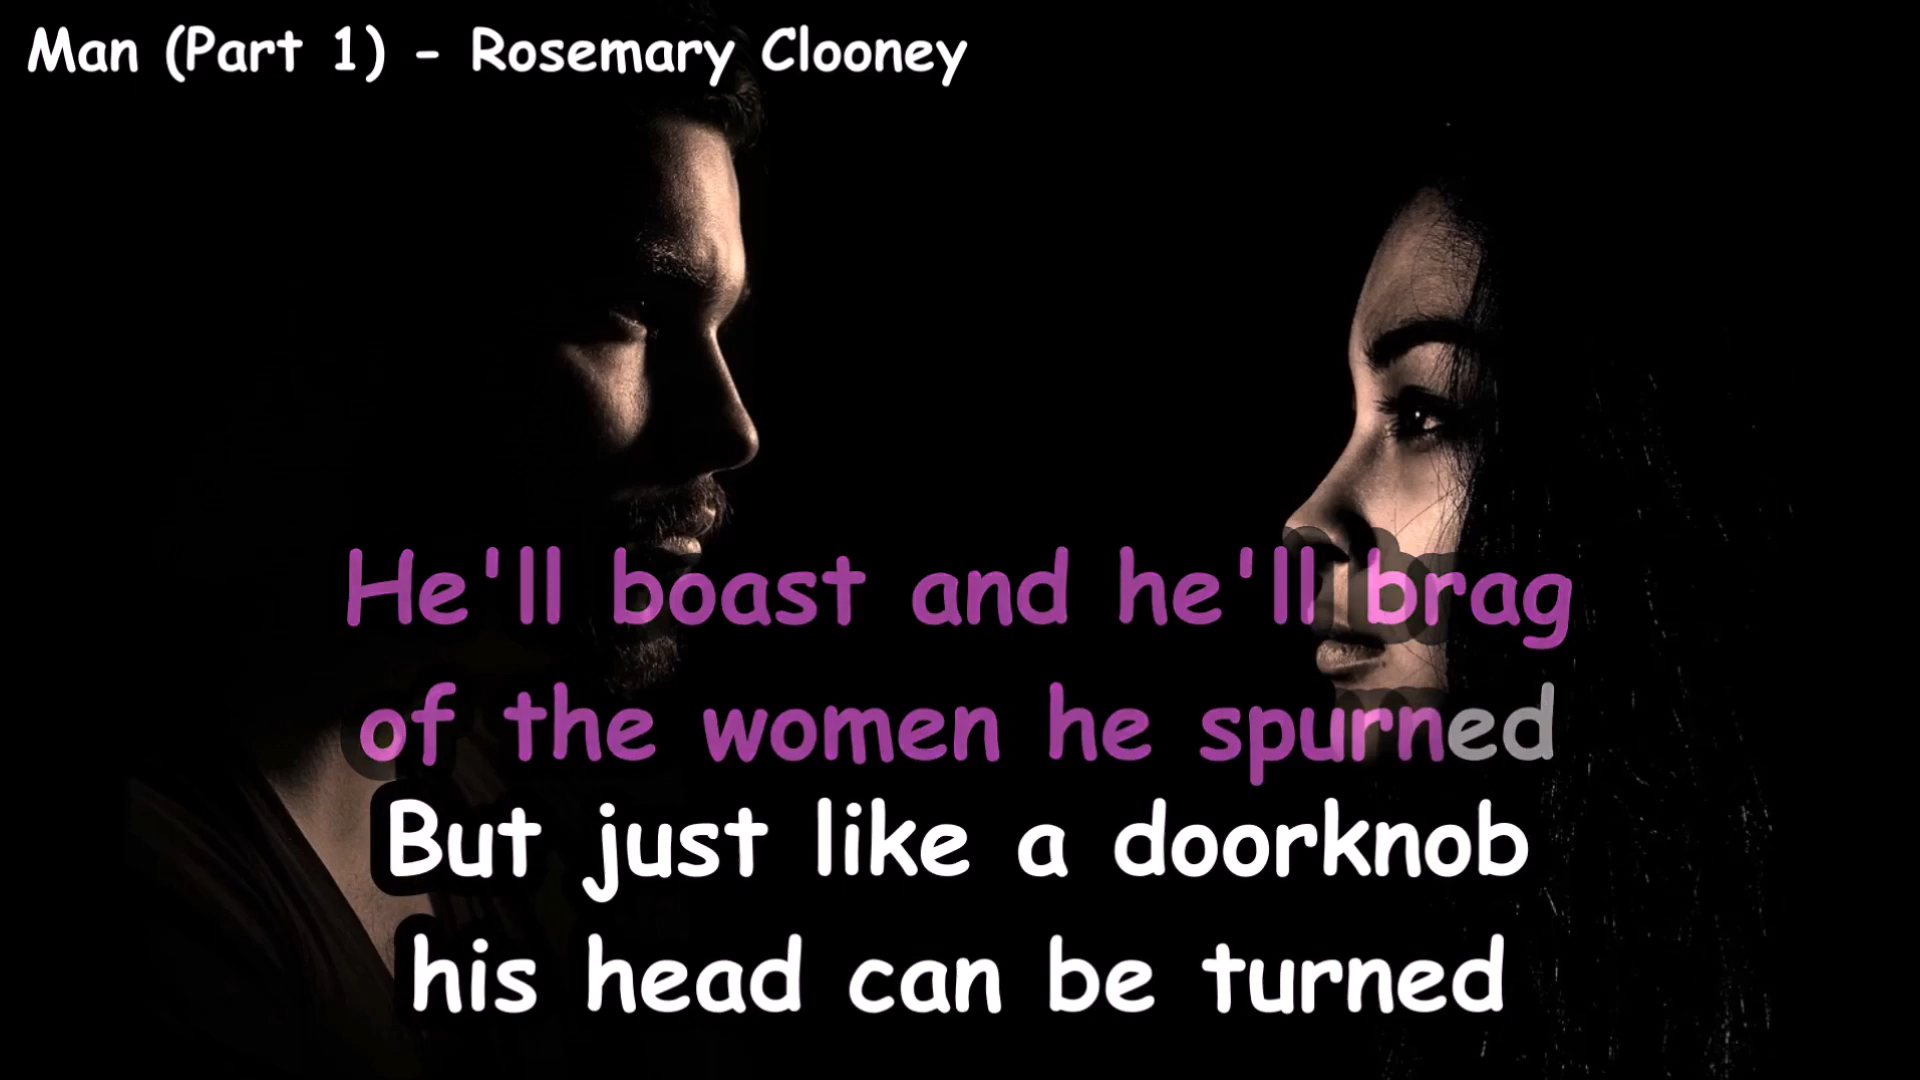 Man (Part 1) - Rosemary Clooney
He'll boast and he'll brag
of the women he spurned
But just like a doorknob
his head can be turned